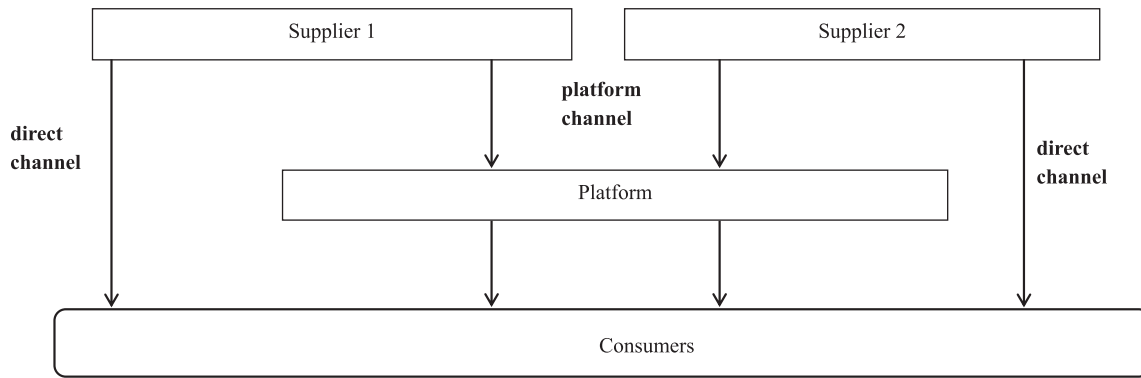 Supplier 1
Supplier 2
platform
channel
direct
channel
direct
channel
Platform
Consumers